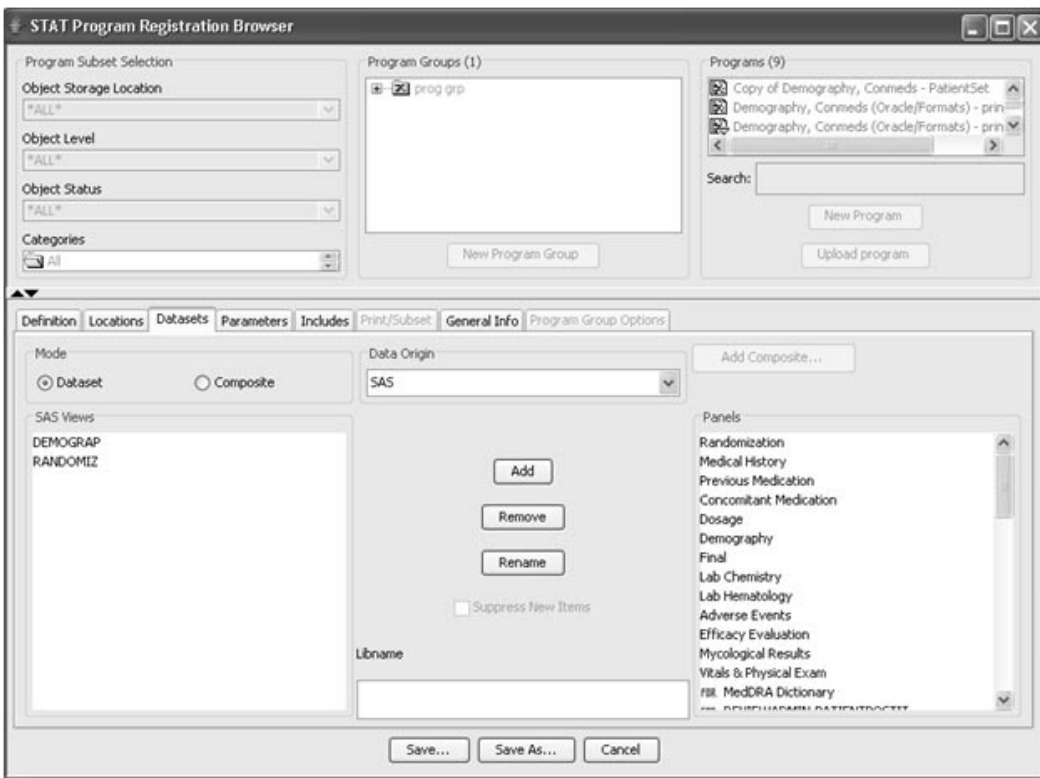 STAT Program Registration Browser
Program Subset Selection
Object Storage Location
*ALL*
Object Level
*ALL*
Object Status
*ALL*
Categories
All
Program Groups (1)
prog grp
New Program Group
Programs (9)
Copy of Demography, Conmeds - PatientSet
Demography, Conmeds (Oracle/Formats) - prin
Demography, Conmeds (Oracle/Formats) - prin
Search:
New Program
Upload program
Definition Locations Datasets Parameters Includes Print/Subset General Info Program Group Options
Mode
Dataset Composite
Data Origin
SAS
Add Composite...
SAS Views
DEMOGRAP
RANDOMIZ
Add
Remove
Rename
Suppress New Items
Libname
Panels
Randomization
Medical History
Previous Medication
Concomitant Medication
Dosage
Demography
Final
Lab Chemistry
Lab Hematology
Adverse Events
Efficacy Evaluation
Mycological Results
Vitals & Physical Exam
MedDRA Dictionary
Save... Save As... Cancel